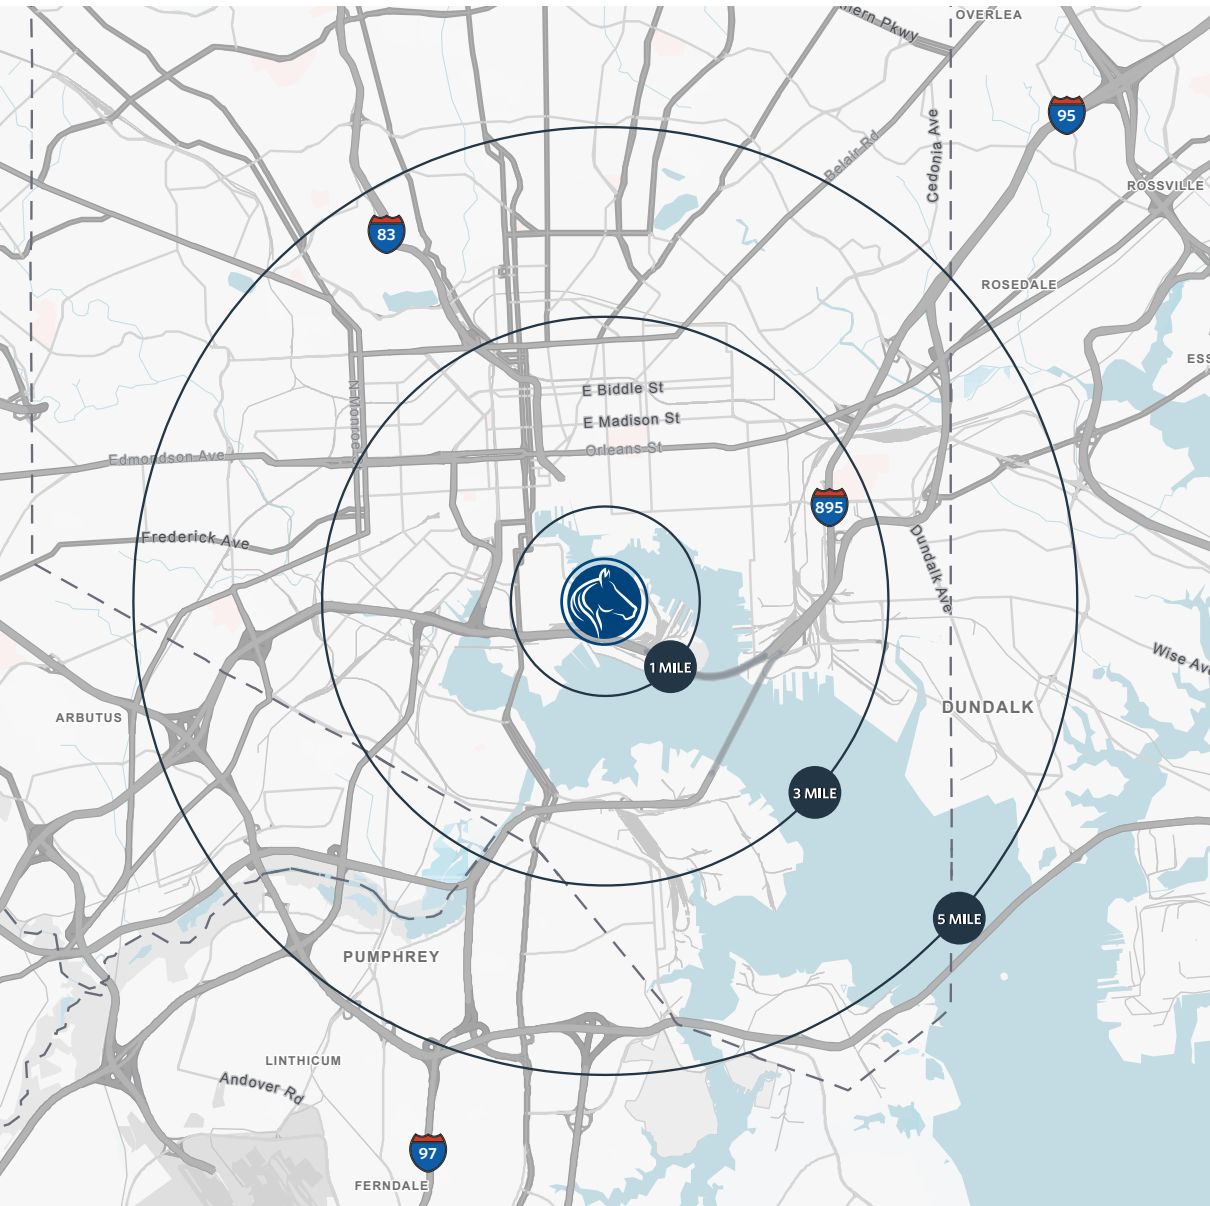 hern Pkwy
OVERLEA
95
Cedonia Ave
Belair Rd
ROSSVILLE
83
ROSEDALE
ESS
N Monroe
E Biddle St
E Madison St
Orleans St
Edmondson Ave
895
Frederick Ave
Dundalk Ave
1 MILE
Wise Ave
ARBUTUS
DUNDALK
3 MILE
5 MILE
PUMPHREY
LINTHICUM
Andover Rd
97
FERNDALE